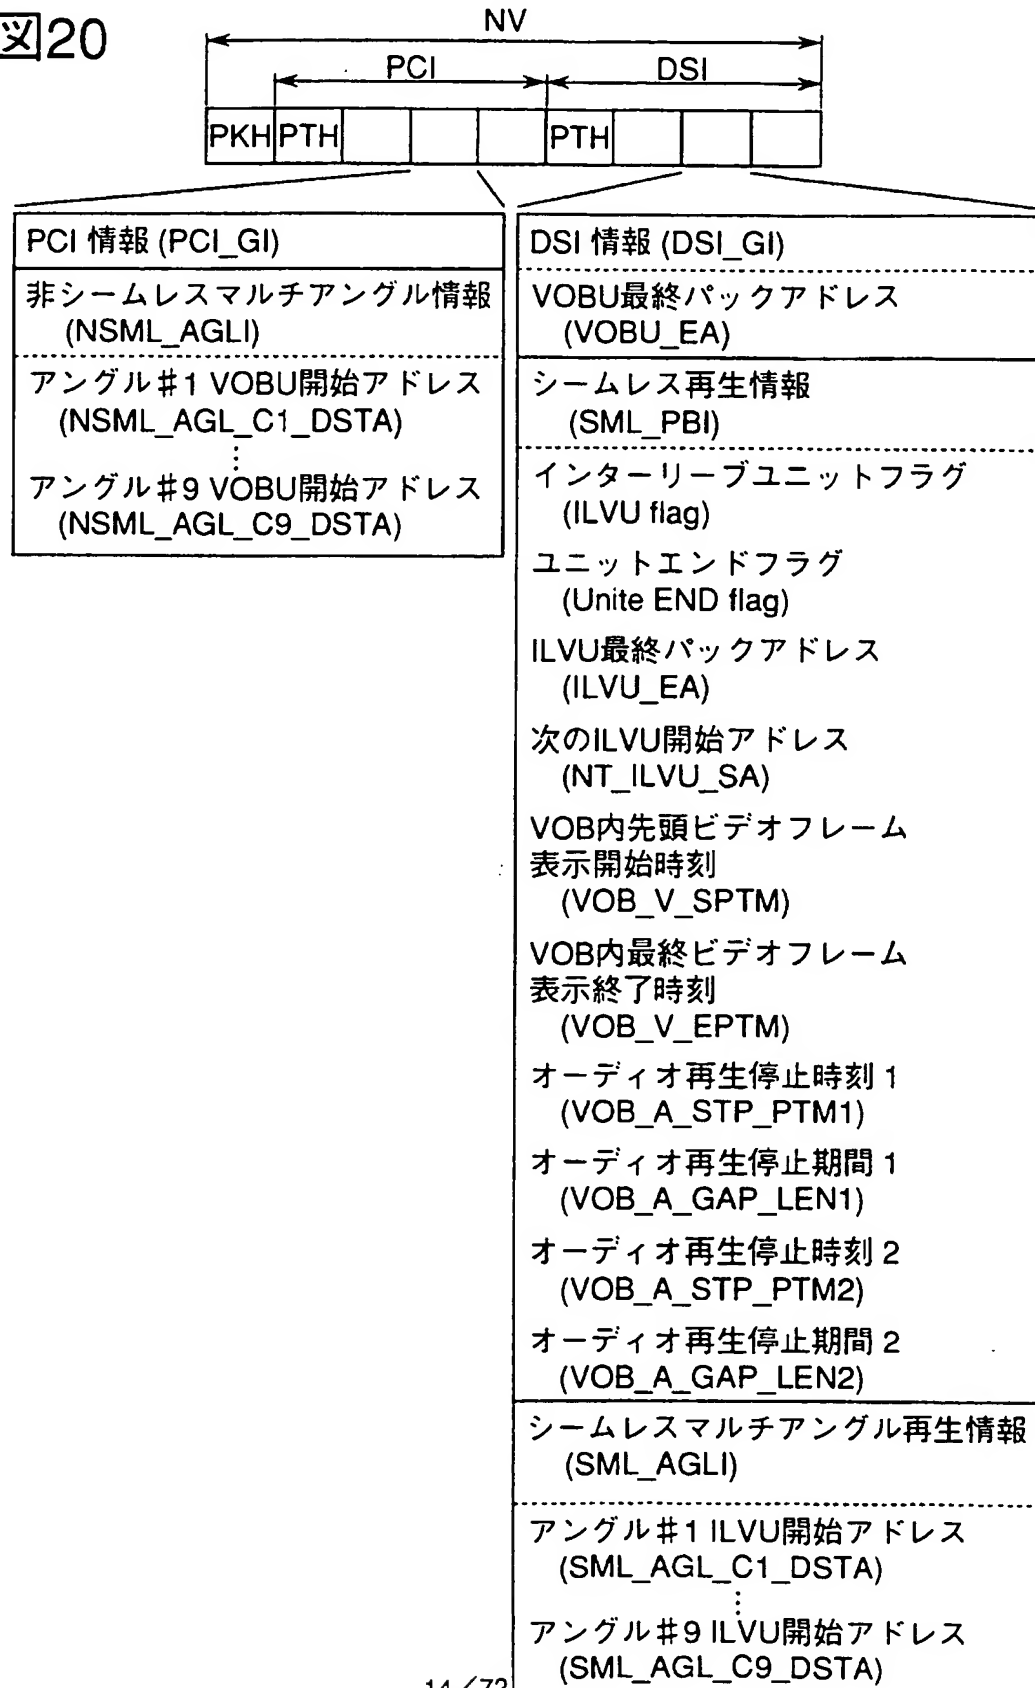 図20
NV
PCI
DSI
PKH PTH PTH
PCI 情報 (PCI_GI)
非シームレスマルチアングル情報
(NSML_AGLI)
アングル#1 VOBU開始アドレス
(NSML_AGL_C1_DSTA)
⋮
アングル#9 VOBU開始アドレス
(NSML_AGL_C9_DSTA)
DSI 情報 (DSI_GI)
VOBU最終パックアドレス
(VOBU_EA)
シームレス再生情報
(SML_PBI)
インターリーブユニットフラグ
(ILVU flag)
ユニットエンドフラグ
(Unite END flag)
ILVU最終パックアドレス
(ILVU_EA)
次のILVU開始アドレス
(NT_ILVU_SA)
VOB内先頭ビデオフレーム
表示開始時刻
(VOB_V_SPTM)
VOB内最終ビデオフレーム
表示終了時刻
(VOB_V_EPTM)
オーディオ再生停止時刻 1
(VOB_A_STP_PTM1)
オーディオ再生停止期間 1
(VOB_A_GAP_LEN1)
オーディオ再生停止時刻 2
(VOB_A_STP_PTM2)
オーディオ再生停止期間 2
(VOB_A_GAP_LEN2)
シームレスマルチアングル再生情報
(SML_AGLI)
アングル#1 ILVU開始アドレス
(SML_AGL_C1_DSTA)
⋮
アングル#9 ILVU開始アドレス
(SML_AGL_C9_DSTA)
14/72